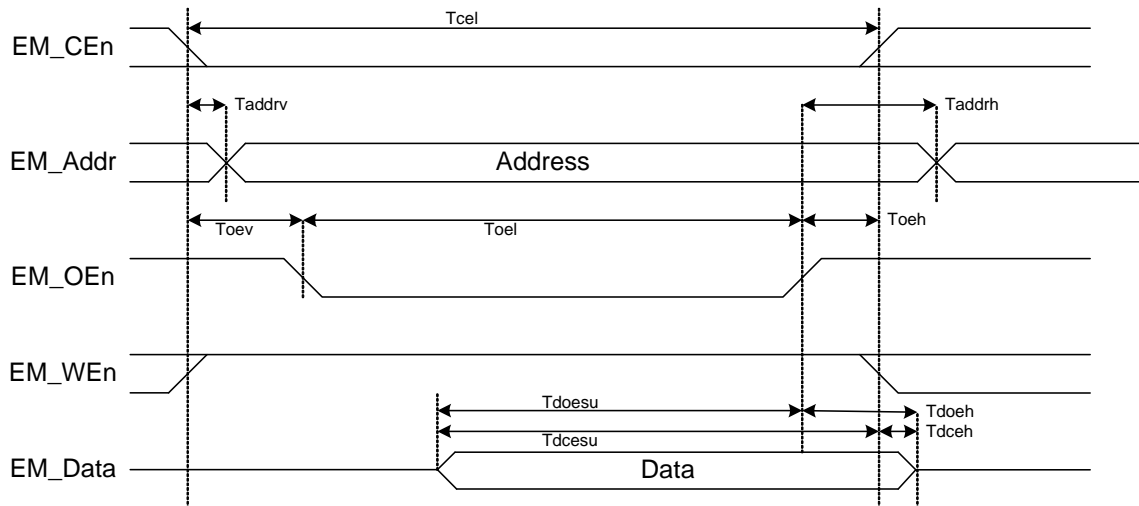 Tcel
EM_CEn
Taddrv
Taddrh
EM_Addr
Address
Toev
Toel
Toeh
EM_OEn
EM_WEn
Tdoesu
Tdoeh
Tdcesu
Tdceh
EM_Data
Data